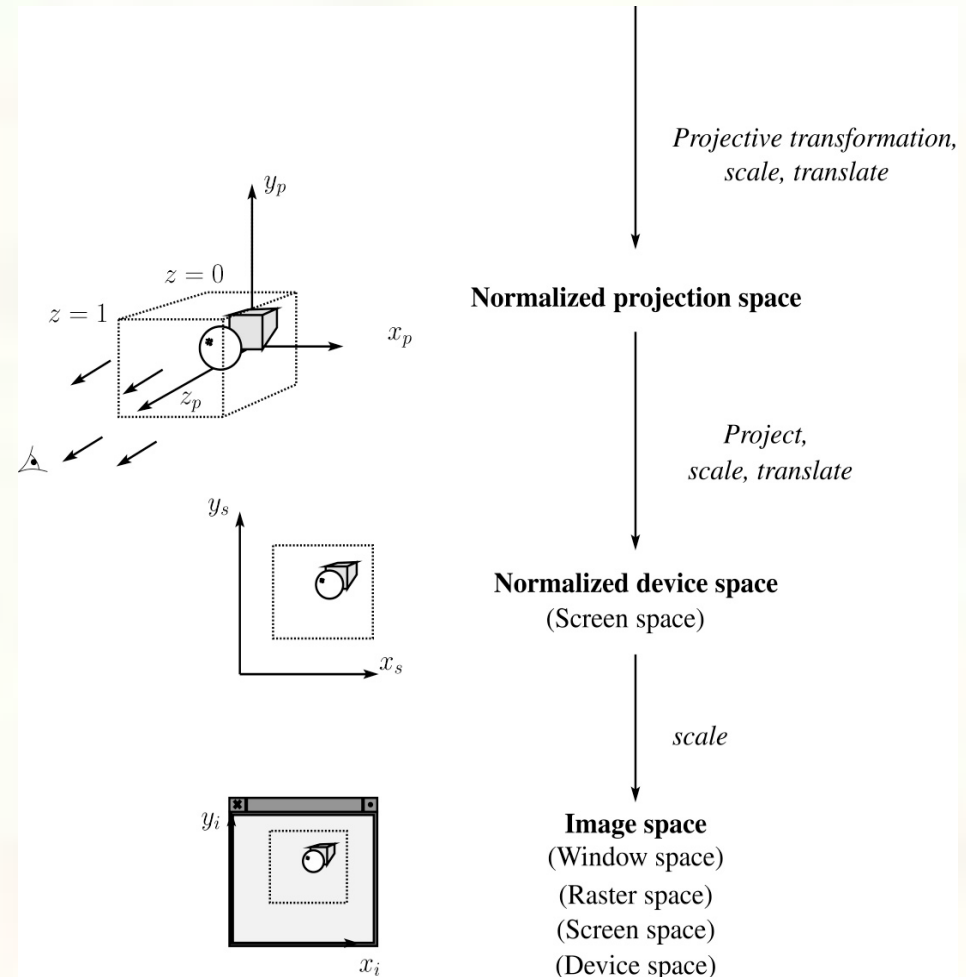 Projective transformation,
scale, translate
y_p
z = 0
z = 1
Normalized projection space
x_p
z_p
Project,
scale, translate
y_s
Normalized device space
(Screen space)
x_s
scale
y_i
Image space
(Window space)
(Raster space)
(Screen space)
(Device space)
x_i